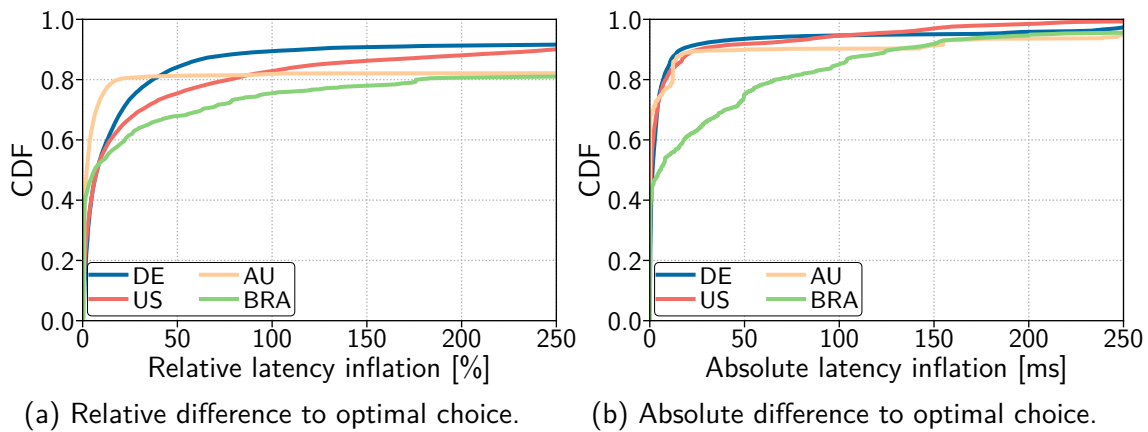 1.0
0.8
0.6
0.4
0.2
0.0
CDF
DE
US
AU
BRA
0 50 100 150 200 250
Relative latency inflation [%]
(a) Relative difference to optimal choice.
1.0
0.8
0.6
0.4
0.2
0.0
CDF
DE
US
AU
BRA
0 50 100 150 200 250
Absolute latency inflation [ms]
(b) Absolute difference to optimal choice.